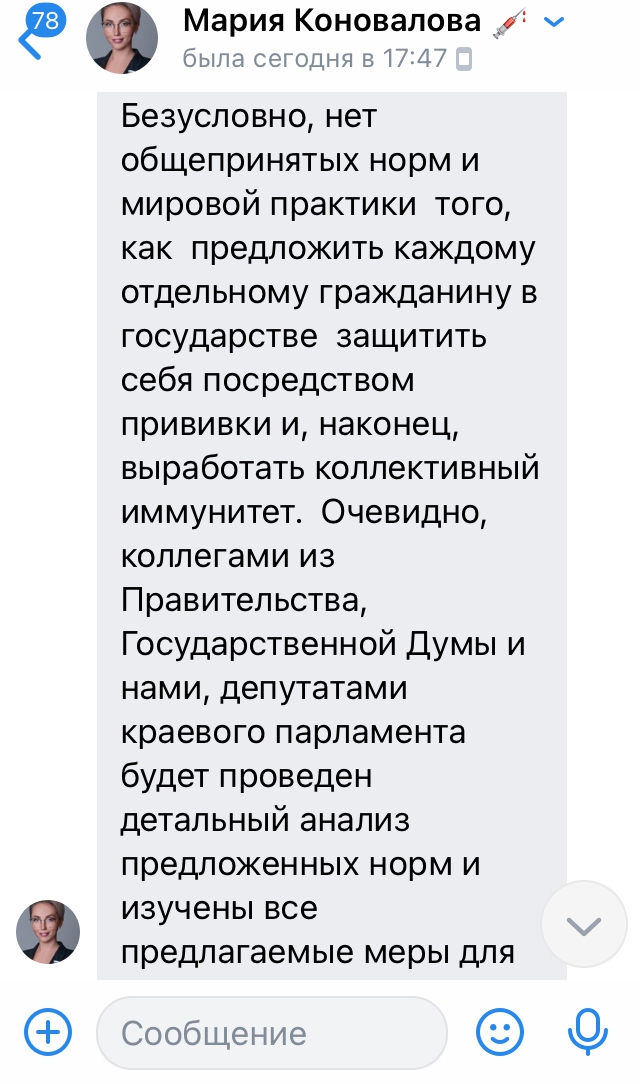 78
Мария Коновалова 💉
была сегодня в 17:47
Безусловно, нет
общепринятых норм и
мировой практики  того,
как  предложить каждому
отдельному гражданину в
государстве  защитить
себя посредством
прививки и, наконец,
выработать коллективный
иммунитет.  Очевидно,
коллегами из
Правительства,
Государственной Думы и
нами, депутатами
краевого парламента
будет проведен
детальный анализ
предложенных норм и
изучены все
предлагаемые меры для
Сообщение